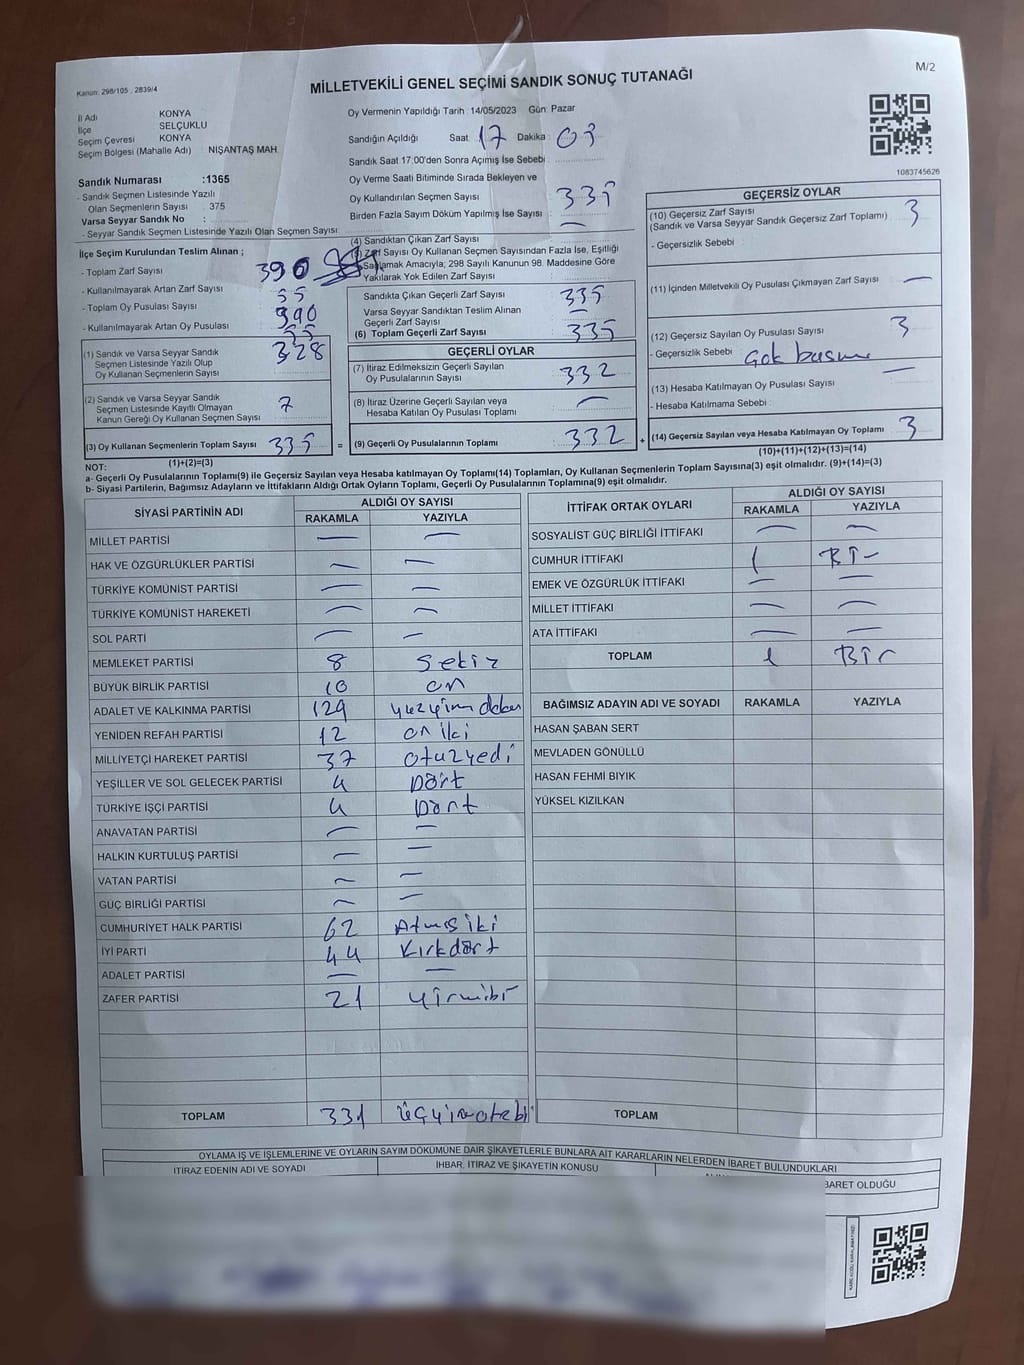 M/2
Kanun: 298/105 , 2839/4
MİLLETVEKİLİ GENEL SEÇİMİ SANDIK SONUÇ TUTANAĞI
1083745626
İl Adı KONYA
İlçe SELÇUKLU
Seçim Çevresi KONYA
Seçim Bölgesi (Mahalle Adı) NİŞANTAŞ MAH.
Sandık Numarası :1365
- Sandık Seçmen Listesinde Yazılı
Olan Seçmenlerin Sayısı 375
Varsa Seyyar Sandık No :
- Seyyar Sandık Seçmen Listesinde Yazılı Olan Seçmen Sayısı:
Oy Vermenin Yapıldığı Tarih : 14/05/2023 Gün: Pazar
Sandığın Açıldığı Saat 17 Dakika : 03
Sandık Saat 17:00'den Sonra Açımış İse Sebebi :
Oy Verme Saati Bitiminde Sırada Bekleyen ve
Oy Kullandırılan Seçmen Sayısı 335
Birden Fazla Sayım Döküm Yapılmış İse Sayısı : —
İlçe Seçim Kurulundan Teslim Alınan ;
- Toplam Zarf Sayısı 390
- Kullanılmayarak Artan Zarf Sayısı 55
- Toplam Oy Pusulası Sayısı 390
- Kullanılmayarak Artan Oy Pusulası 55
(4) Sandıktan Çıkan Zarf Sayısı
Zarf Sayısı Oy Kullanan Seçmen Sayısından Fazla İse, Eşitliği
Sağlamak Amacıyla; 298 Sayılı Kanunun 98. Maddesine Göre
Yakılarak Yok Edilen Zarf Sayısı
Sandıkta Çıkan Geçerli Zarf Sayısı 335
Varsa Seyyar Sandıktan Teslim Alınan
Geçerli Zarf Sayısı —
(6) Toplam Geçerli Zarf Sayısı 335
(1) Sandık ve Varsa Seyyar Sandık
Seçmen Listesinde Yazılı Olup
Oy Kullanan Seçmenlerin Sayısı 328
(2) Sandık ve Varsa Seyyar Sandık
Seçmen Listesinde Kayıtlı Olmayan
Kanun Gereği Oy Kullanan Seçmen Sayısı 7
(3) Oy Kullanan Seçmenlerin Toplam Sayısı 335 =
(1)+(2)=(3)
GEÇERLİ OYLAR
(7) İtiraz Edilmeksizin Geçerli Sayılan
Oy Pusulalarının Sayısı 332
(8) İtiraz Üzerine Geçerli Sayılan veya
Hesaba Katılan Oy Pusulası Toplamı —
(9) Geçerli Oy Pusulalarının Toplamı 332 +
GEÇERSİZ OYLAR
(10) Geçersiz Zarf Sayısı 3
(Sandık ve Varsa Seyyar Sandık Geçersiz Zarf Toplamı)
- Geçersizlik Sebebi
(11) İçinden Milletvekili Oy Pusulası Çıkmayan Zarf Sayısı —
(12) Geçersiz Sayılan Oy Pusulası Sayısı 3
- Geçersizlik Sebebi Çok basma
(13) Hesaba Katılmayan Oy Pusulası Sayısı —
- Hesaba Katılmama Sebebi :
(14) Geçersiz Sayılan veya Hesaba Katılmayan Oy Toplamı 3
(10)+(11)+(12)+(13)=(14)
NOT:
a- Geçerli Oy Pusulalarının Toplamı(9) ile Geçersiz Sayılan veya Hesaba katılmayan Oy Toplamı(14) Toplamları, Oy Kullanan Seçmenlerin Toplam Sayısına(3) eşit olmalıdır. (9)+(14)=(3)
b- Siyasi Partilerin, Bağımsız Adayların ve İttifakların Aldığı Ortak Oyların Toplamı, Geçerli Oy Pusulalarının Toplamına(9) eşit olmalıdır.
SİYASİ PARTİNİN ADI ALDIĞI OY SAYISI
RAKAMLA YAZIYLA
MİLLET PARTİSİ — —
HAK VE ÖZGÜRLÜKLER PARTİSİ — —
TÜRKİYE KOMÜNİST PARTİSİ — —
TÜRKİYE KOMÜNİST HAREKETİ — —
SOL PARTİ — —
MEMLEKET PARTİSİ 8 Sekiz
BÜYÜK BİRLİK PARTİSİ 10 on
ADALET VE KALKINMA PARTİSİ 129
YENİDEN REFAH PARTİSİ 12 on iki
MİLLİYETÇİ HAREKET PARTİSİ 37 otuzyedi
YEŞİLLER VE SOL GELECEK PARTİSİ 4 Dört
TÜRKİYE İŞÇİ PARTİSİ 4 Dört
ANAVATAN PARTİSİ — —
HALKIN KURTULUŞ PARTİSİ — —
VATAN PARTİSİ — —
GÜÇ BİRLİĞİ PARTİSİ — —
CUMHURİYET HALK PARTİSİ 62 Atmış iki
İYİ PARTİ 44 Kırkdört
ADALET PARTİSİ — —
ZAFER PARTİSİ 21 yirmibi
TOPLAM 331
İTTİFAK ORTAK OYLARI ALDIĞI OY SAYISI
RAKAMLA YAZIYLA
SOSYALİST GÜÇ BİRLİĞİ İTTİFAKI — —
CUMHUR İTTİFAKI 1 Bir
EMEK VE ÖZGÜRLÜK İTTİFAKI — —
MİLLET İTTİFAKI — —
ATA İTTİFAKI — —
TOPLAM 1 Bir
BAĞIMSIZ ADAYIN ADI VE SOYADI RAKAMLA YAZIYLA
HASAN ŞABAN SERT
MEVLADEN GÖNÜLLÜ
HASAN FEHMİ BIYIK
YÜKSEL KIZILKAN
TOPLAM
OYLAMA İŞ VE İŞLEMLERİNE VE OYLARIN SAYIM DÖKÜMÜNE DAİR ŞİKAYETLERLE BUNLARA AİT KARARLARIN NELERDEN İBARET BULUNDUKLARI
İTİRAZ EDENİN ADI VE SOYADI İHBAR, İTİRAZ VE ŞİKAYETİN KONUSU BARET OLDUĞU